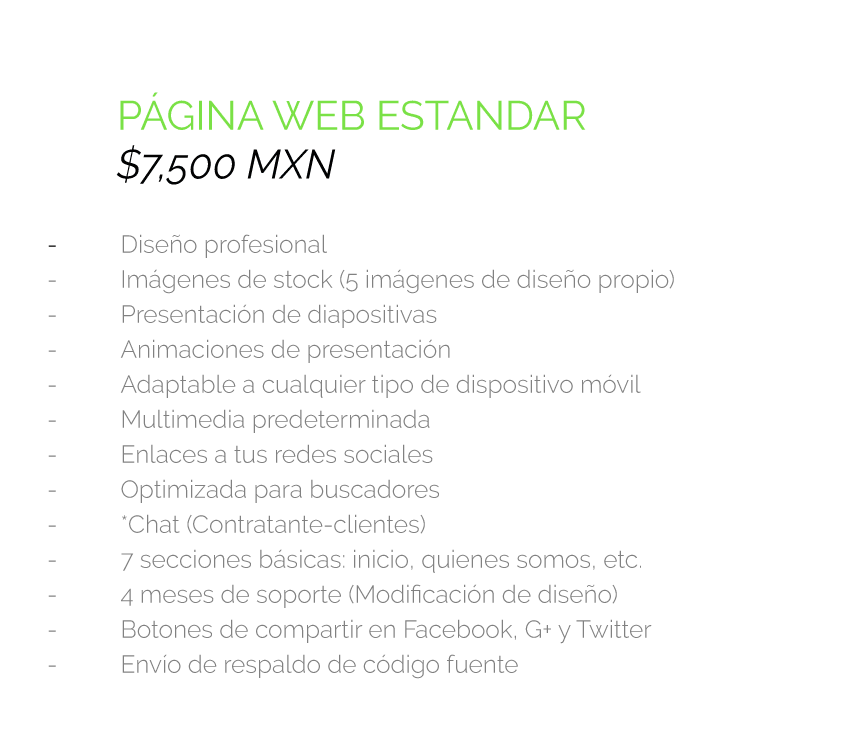 PÁGINA WEB ESTANDAR
$7,500 MXN
- Diseño profesional
- Imágenes de stock (5 imágenes de diseño propio)
- Presentación de diapositivas
- Animaciones de presentación
- Adaptable a cualquier tipo de dispositivo móvil
- Multimedia predeterminada
- Enlaces a tus redes sociales
- Optimizada para buscadores
- *Chat (Contratante-clientes)
- 7 secciones básicas: inicio, quienes somos, etc.
- 4 meses de soporte (Modificación de diseño)
- Botones de compartir en Facebook, G+ y Twitter
- Envío de respaldo de código fuente